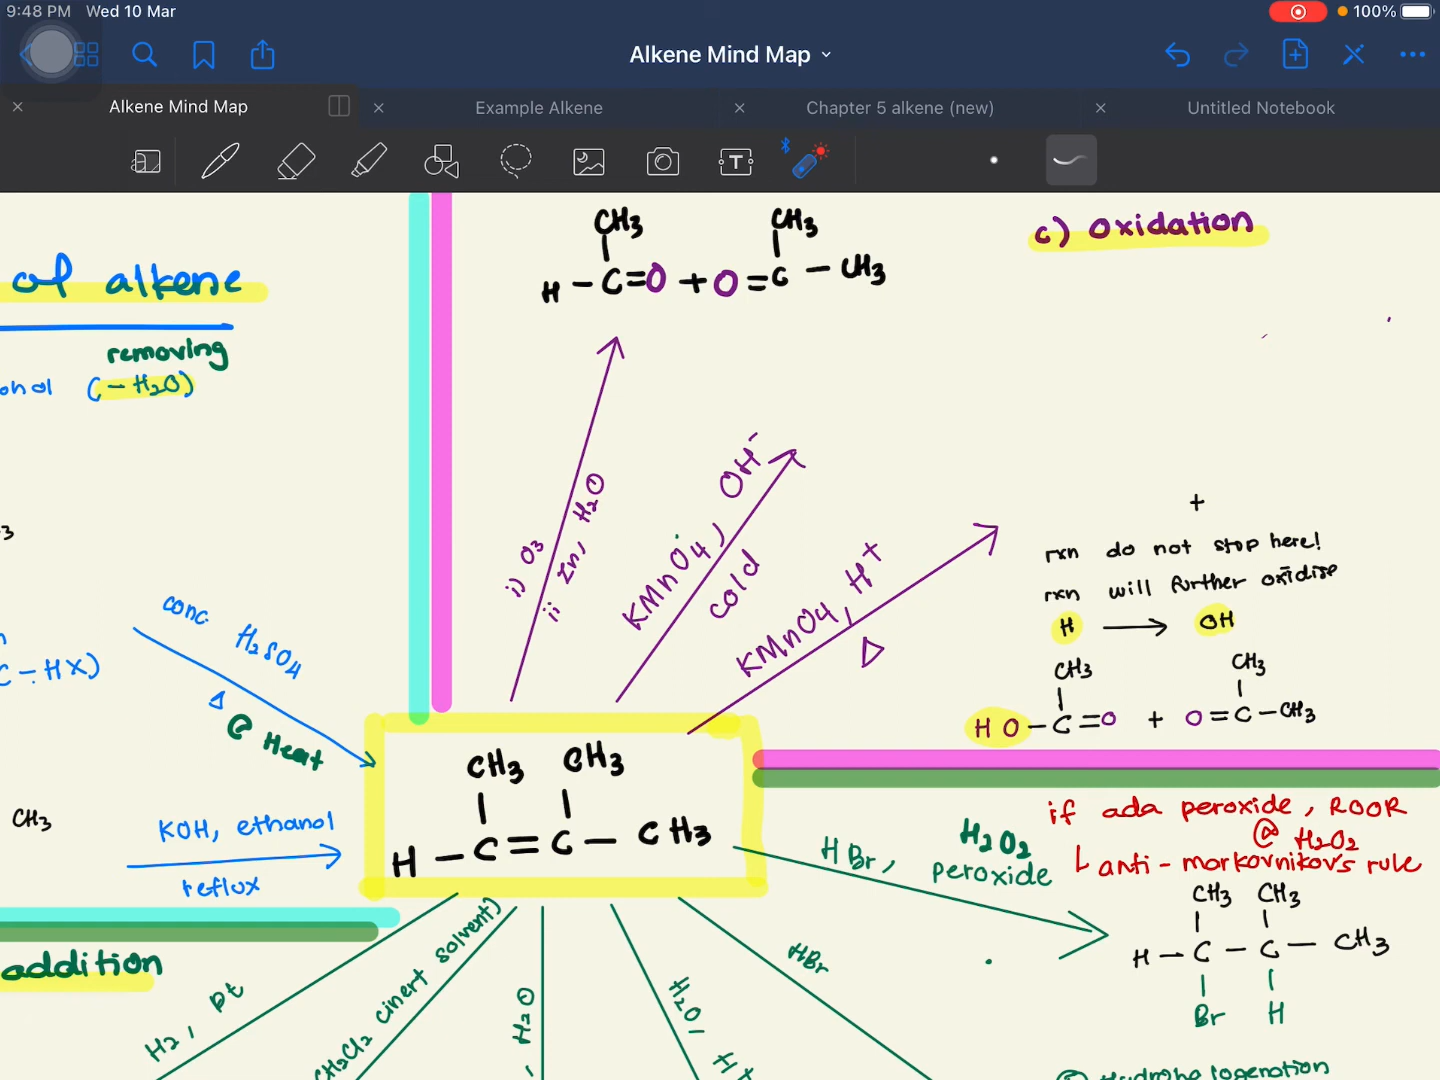 9:48 PM Wed 10 Mar
100%
Alkene Mind Map
Alkene Mind Map
Example Alkene
Chapter 5 alkene (new)
Untitled Notebook
T
of alkene
removing
(-H₂O)
CH3
CH3
H - C=O + O=C - CH3
c) oxidation
i) O3
ii Zn, H₂O
KMnO4, OH⁻
cold
KMnO4, H⁺
Δ
+
rxn do not stop here!
rxn will further oxidise
H → OH
CH3
CH3
HO-C=O + O=C-CH3
conc. H₂SO4
Δ @ Heat
-HX)
CH3
KOH, ethanol
reflux
CH3 CH3
H - C = C - CH3
HBr, H₂O₂
peroxide
if ada peroxide, ROOR
@ H₂O₂
anti-markovnikov's rule
CH3 CH3
H - C - C - CH3
Br H
addition
H₂, Pt
solvent)
H₂O
H₂O, H⁺
HBr